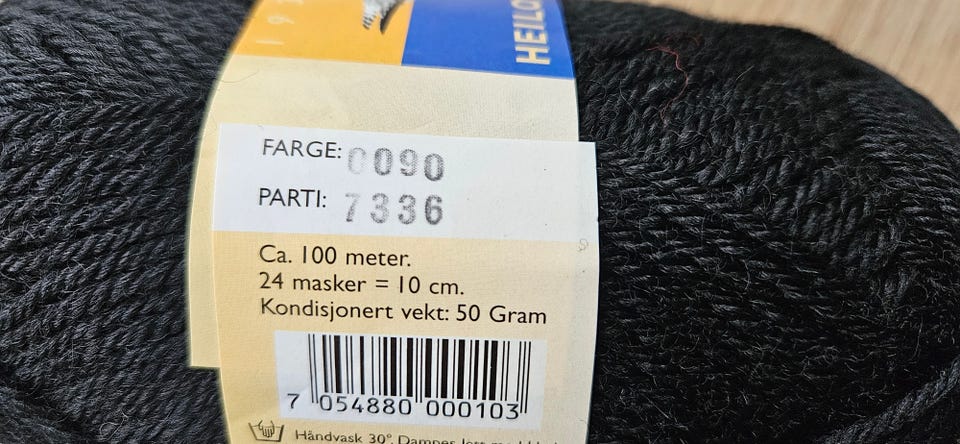 HEILO
FARGE: 0090
PARTI: 7336
Ca. 100 meter.
24 masker = 10 cm.
Kondisjonert vekt: 50 Gram
7 054880 000103
Håndvask 30°. Damper